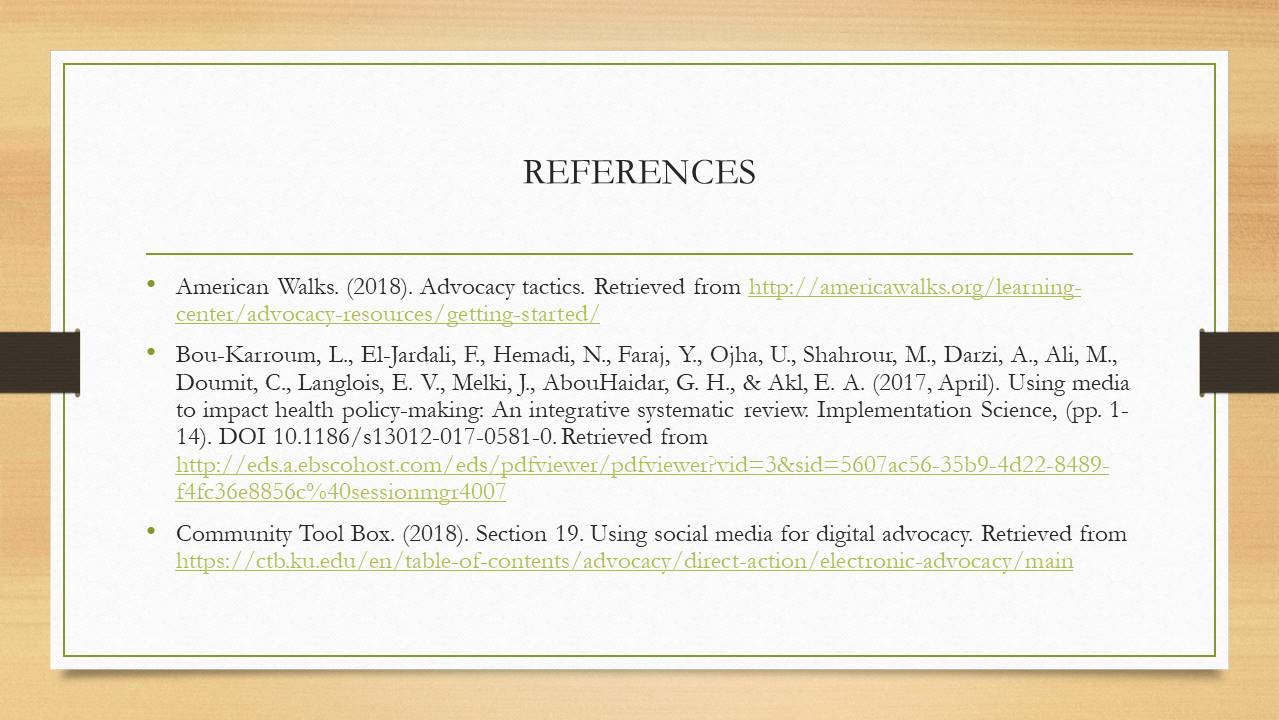 REFERENCES
• American Walks. (2018). Advocacy tactics. Retrieved from http://americawalks.org/learning-
center/advocacy-resources/getting-started/
• Bou-Karroum, L., El-Jardali, F., Hemadi, N., Faraj, Y., Ojha, U., Shahrour, M., Darzi, A., Ali, M.,
Doumit, C., Langlois, E. V., Melki, J., AbouHaidar, G. H., & Akl, E. A. (2017, April). Using media
to impact health policy-making: An integrative systematic review. Implementation Science, (pp. 1-
14). DOI 10.1186/s13012-017-0581-0. Retrieved from
http://eds.a.ebscohost.com/eds/pdfviewer/pdfviewer?vid=3&sid=5607ac56-35b9-4d22-8489-
f4fc36e8856c%40sessionmgr4007
• Community Tool Box. (2018). Section 19. Using social media for digital advocacy. Retrieved from
https://ctb.ku.edu/en/table-of-contents/advocacy/direct-action/electronic-advocacy/main